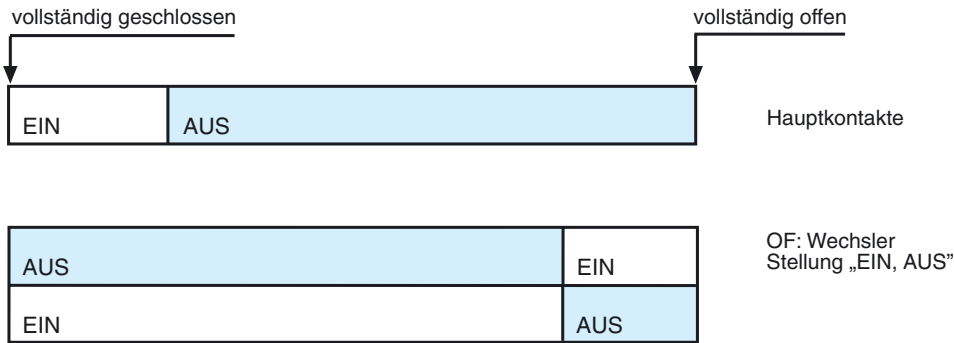 vollständig geschlossen
vollständig offen
EIN
AUS
Hauptkontakte
AUS
EIN
OF: Wechsler
Stellung „EIN, AUS”
EIN
AUS